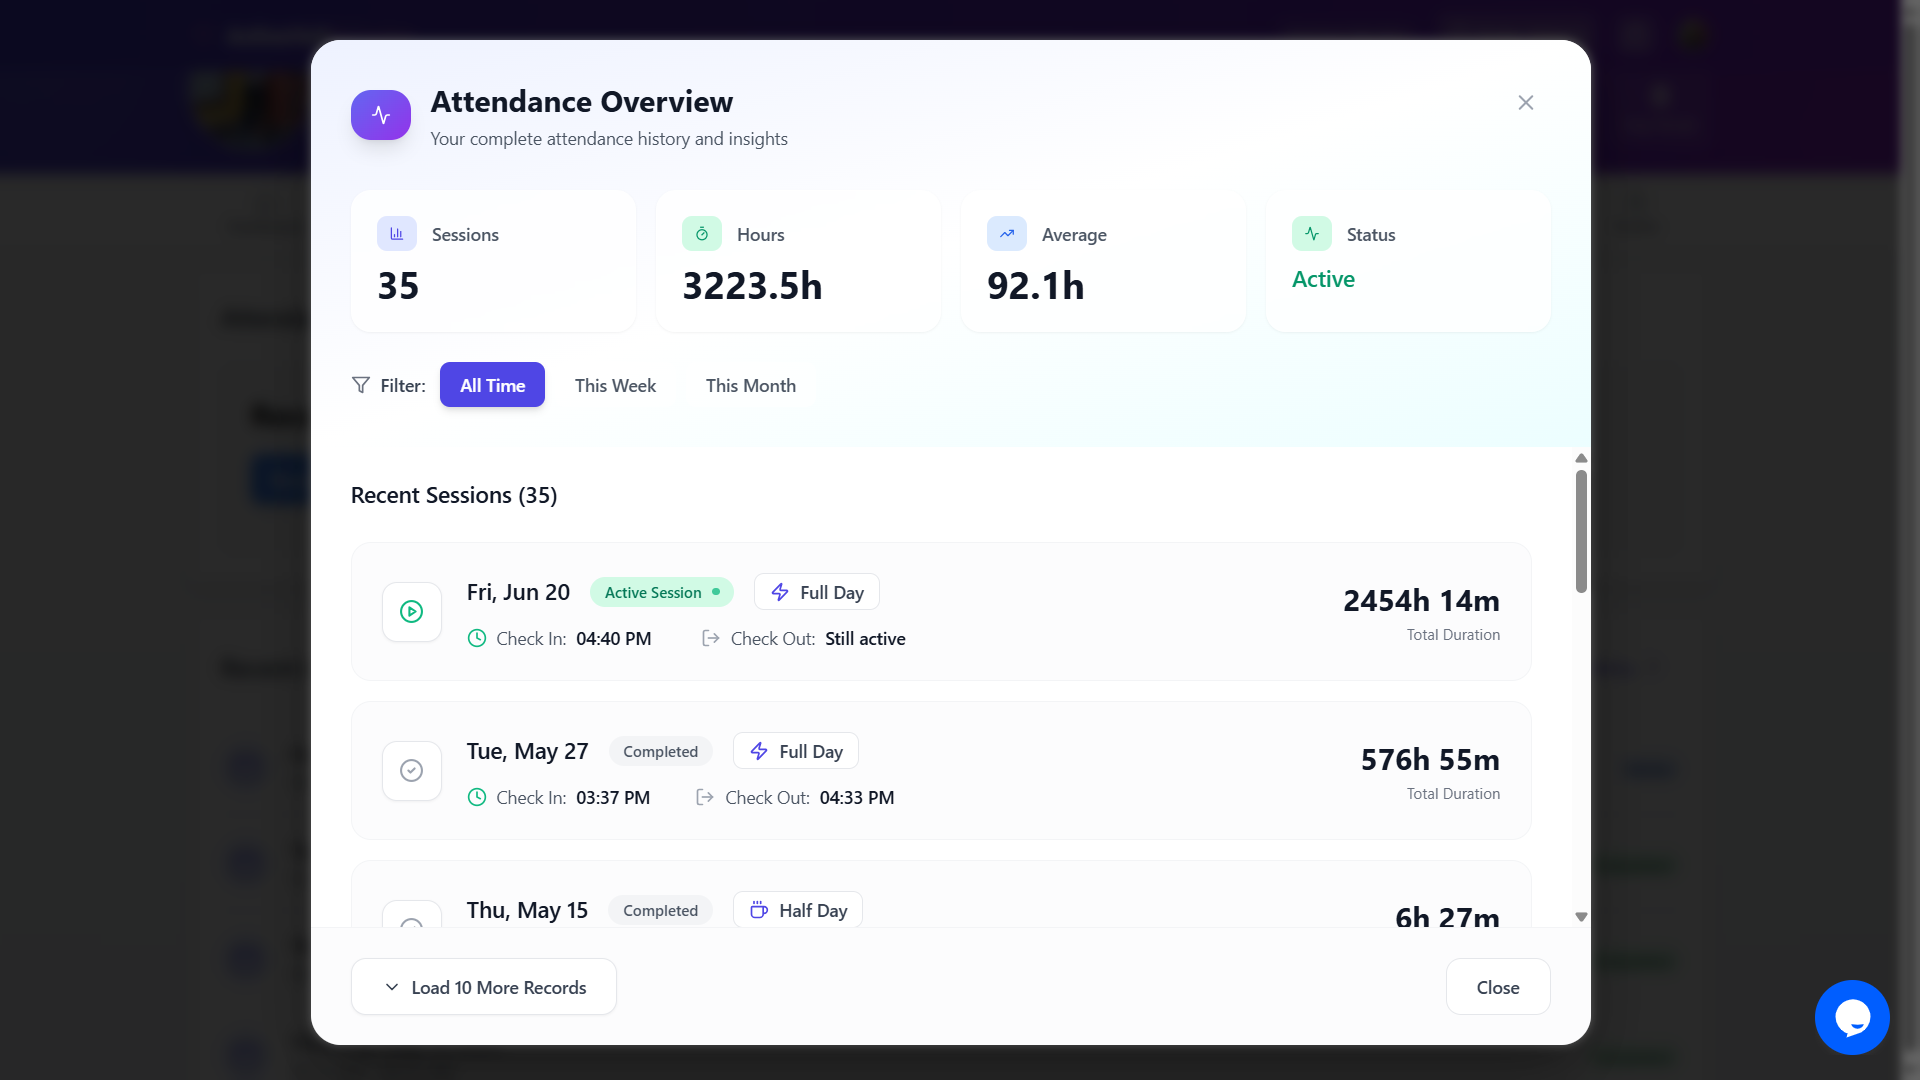 Attendance Overview
Your complete attendance history and insights
Sessions
35
Hours
3223.5h
Average
92.1h
Status
Active
Filter: All Time This Week This Month
Recent Sessions (35)
Fri, Jun 20 Active Session Full Day
Check In: 04:40 PM Check Out: Still active
2454h 14m
Total Duration
Tue, May 27 Completed Full Day
Check In: 03:37 PM Check Out: 04:33 PM
576h 55m
Total Duration
Thu, May 15 Completed Half Day
6h 27m
Load 10 More Records
Close